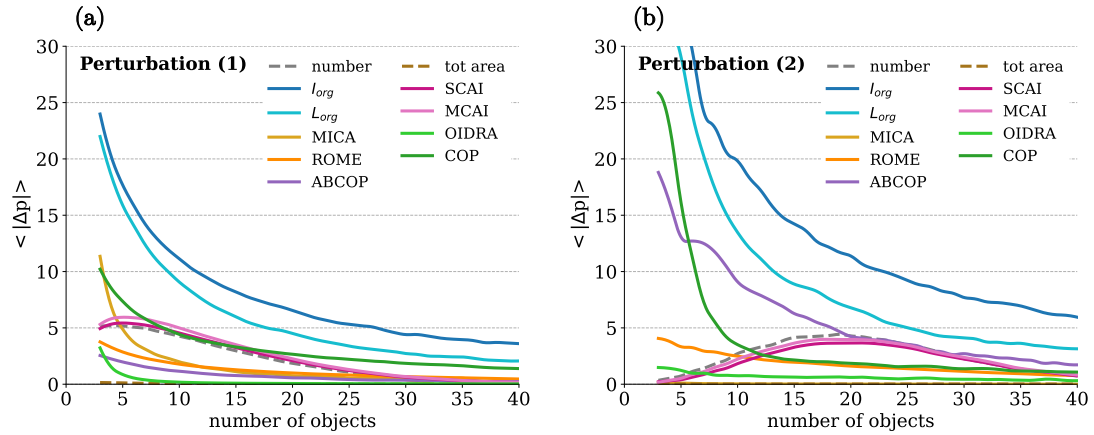 (a)
Perturbation (1)
number
I_org
L_org
MICA
ROME
ABCOP
tot area
SCAI
MCAI
OIDRA
COP
30
25
20
15
10
5
0
< |Δp| >
0 5 10 15 20 25 30 35 40
number of objects
(b)
Perturbation (2)
number
I_org
L_org
MICA
ROME
ABCOP
tot area
SCAI
MCAI
OIDRA
COP
30
25
20
15
10
5
0
< |Δp| >
0 5 10 15 20 25 30 35 40
number of objects